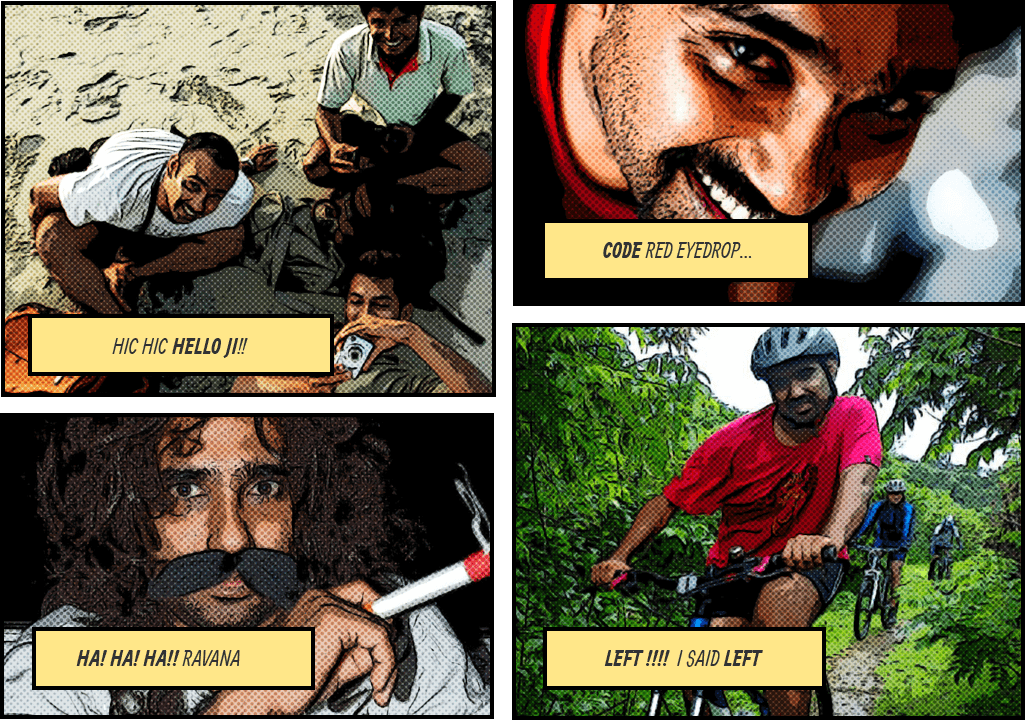 HIC HIC HELLO JI!!
CODE RED EYEDROP...
HA! HA! HA!! RAVANA
LEFT !!!! I SAID LEFT